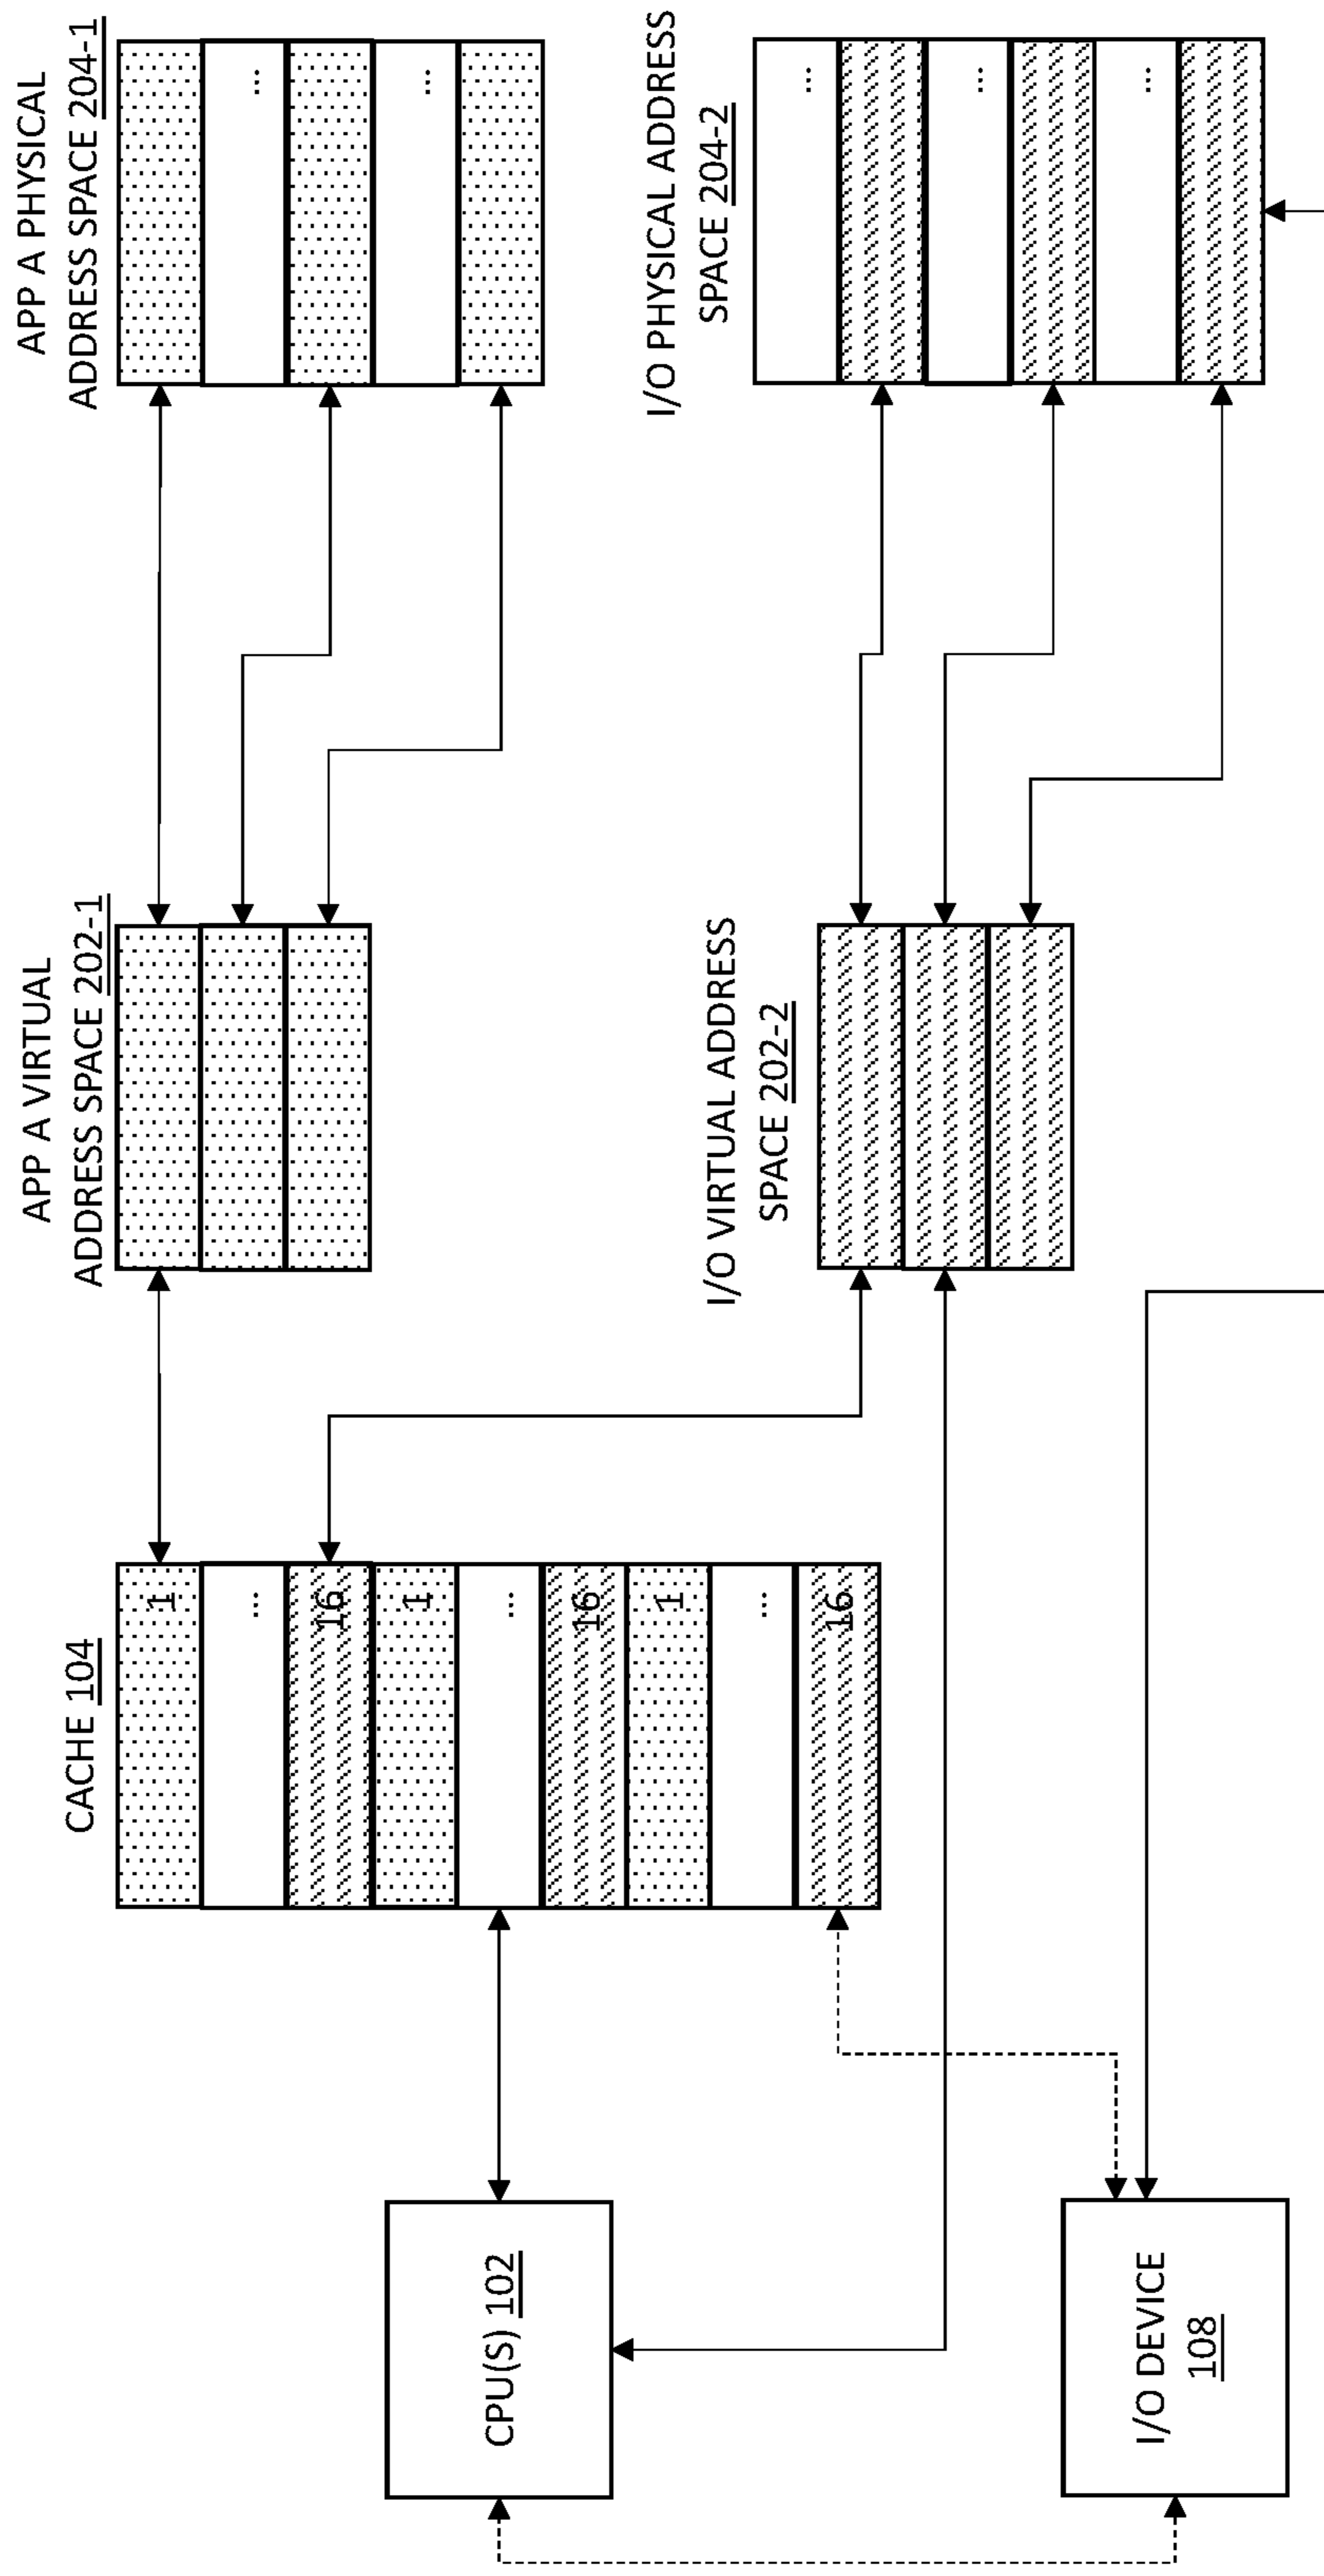 CACHE 104
1
...
16
1
...
16
1
...
16
APP A VIRTUAL
ADDRESS SPACE 202-1
APP A PHYSICAL
ADDRESS SPACE 204-1
...
...
CPU(S) 102
I/O VIRTUAL ADDRESS
SPACE 202-2
I/O PHYSICAL ADDRESS
SPACE 204-2
...
...
...
I/O DEVICE
108